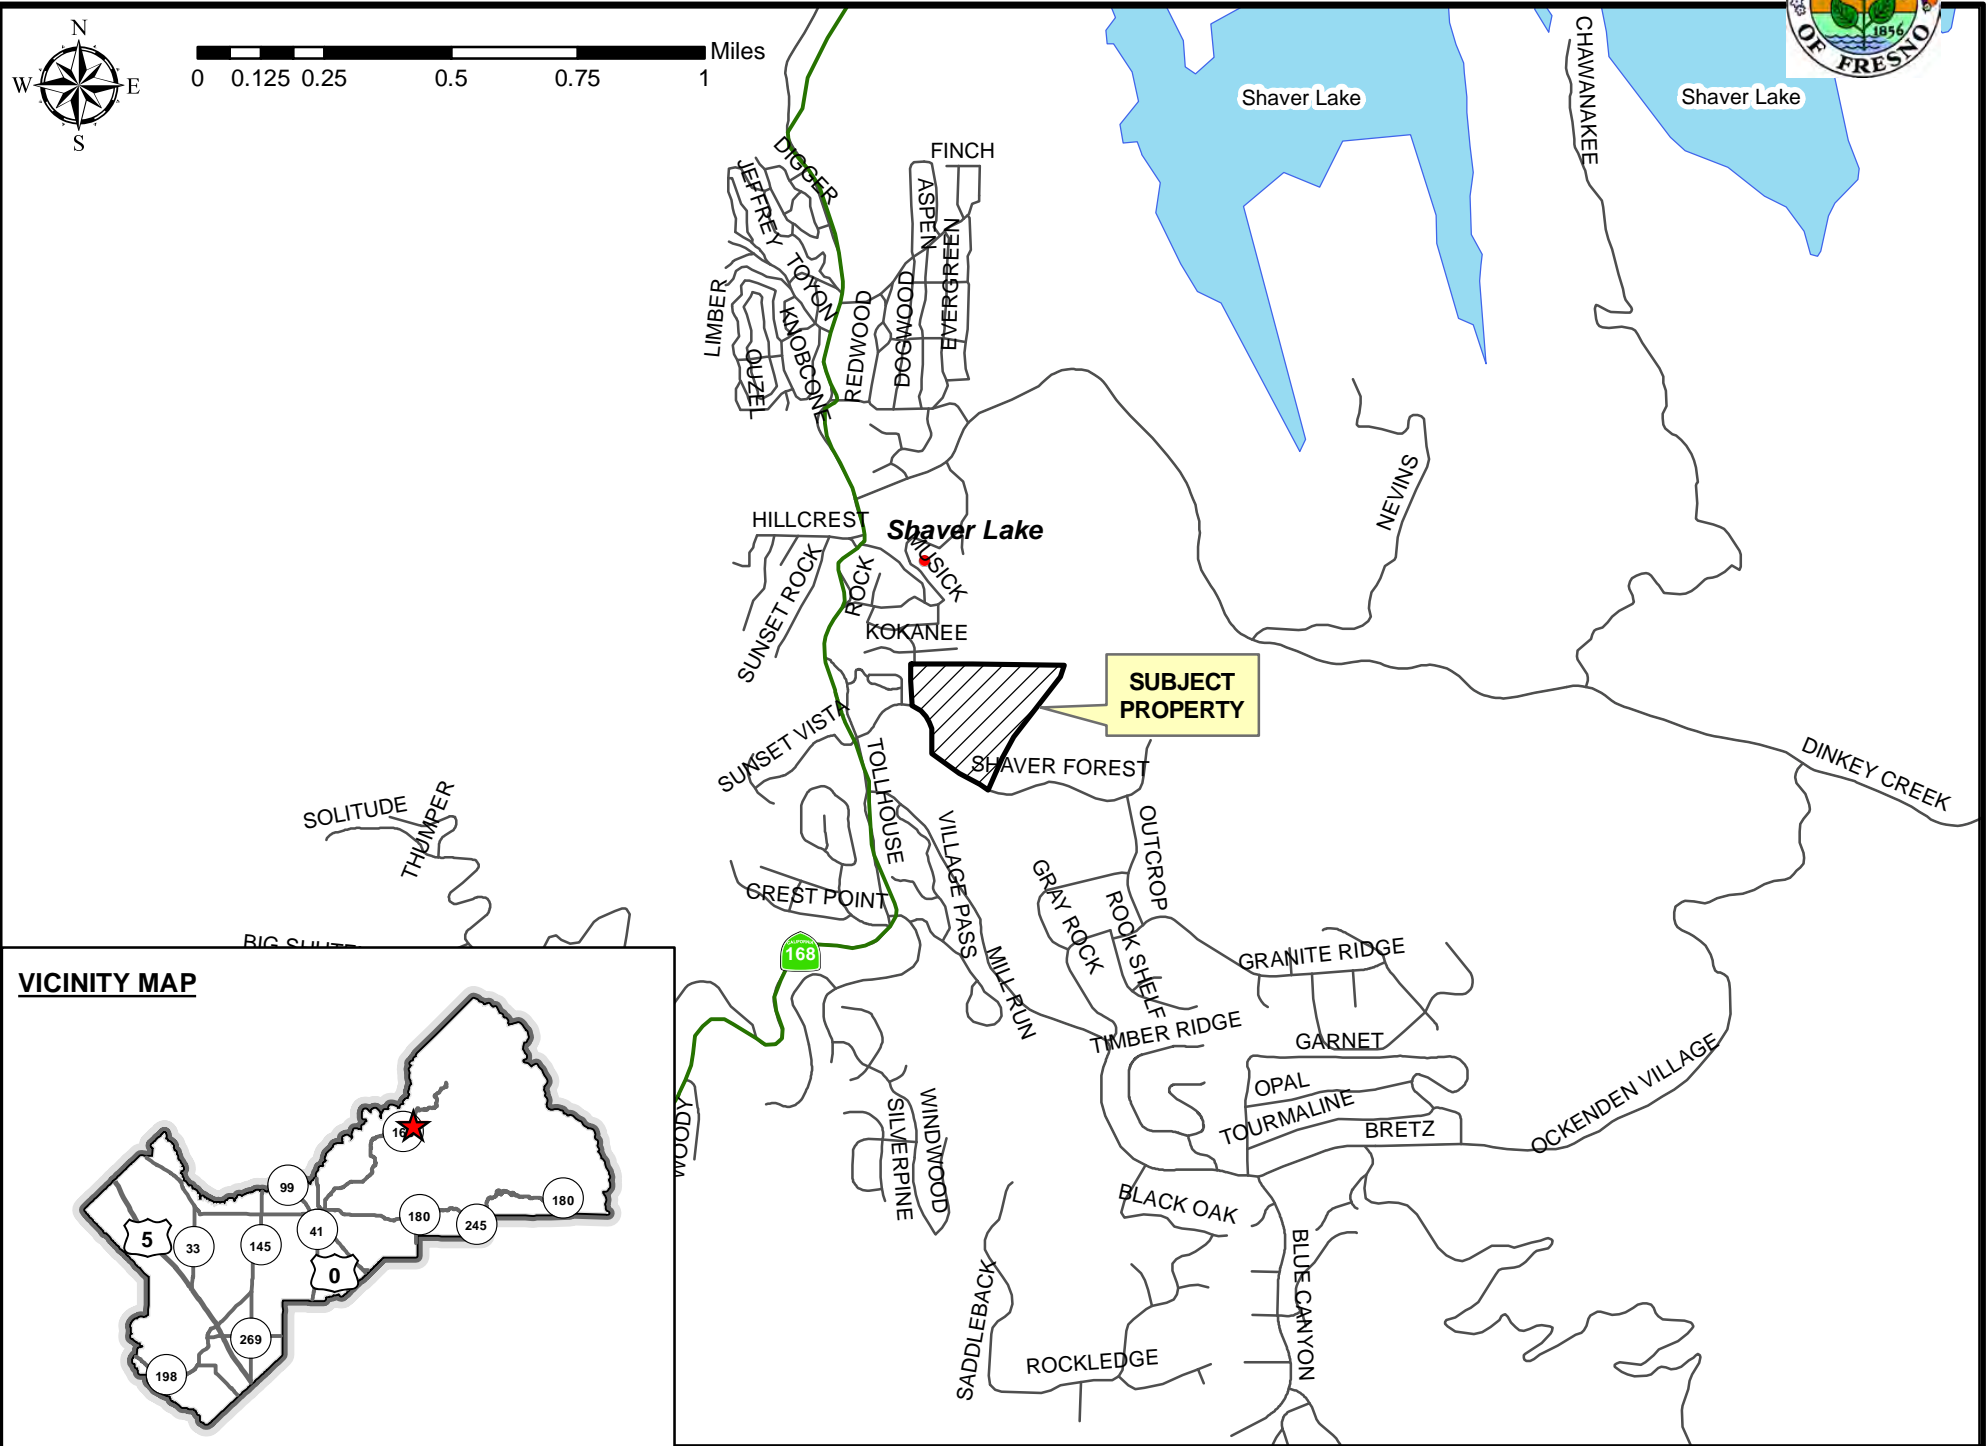 N
W E
S
0 0.125 0.25 0.5 0.75 1
Miles
1856
OF FRESNO
Shaver Lake
Shaver Lake
CHAWANAKEE
DIGGER
JEFFREY
FINCH
ASPEN
EVERGREEN
TOYON
LIMBER
KNOBCONE
OUZEL
REDWOOD
DOGWOOD
NEVINS
HILLCREST
Shaver Lake
MUSICK
SUNSET ROCK
ROCK
KOKANEE
SUBJECT
PROPERTY
SUNSET VISTA
TOLLHOUSE
SHAVER FOREST
DINKEY CREEK
SOLITUDE
THUMPER
VILLAGE PASS
OUTCROP
GRAY ROCK
ROCK SHELF
CREST POINT
CALIFORNIA
168
MILL RUN
GRANITE RIDGE
TIMBER RIDGE
GARNET
OPAL
TOURMALINE
BRETZ
OCKENDEN VILLAGE
WINDWOOD
SILVERPINE
MOODY
BLACK OAK
BLUE CANYON
SADDLEBACK
ROCKLEDGE
VICINITY MAP
99
180
180
245
41
5
33
145
0
269
198